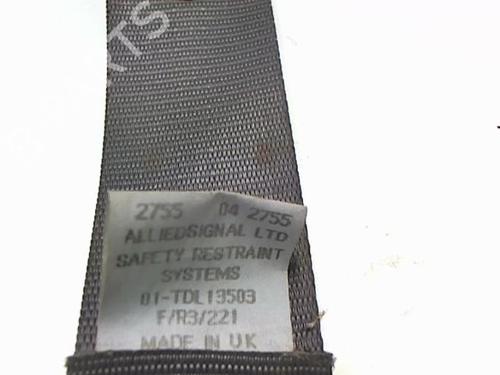 2755 04 2755
ALLIEDSIGNAL LTD
SAFETY RESTRAINT
SYSTEMS
01-TDL13503
F/R3/221
MADE IN UK